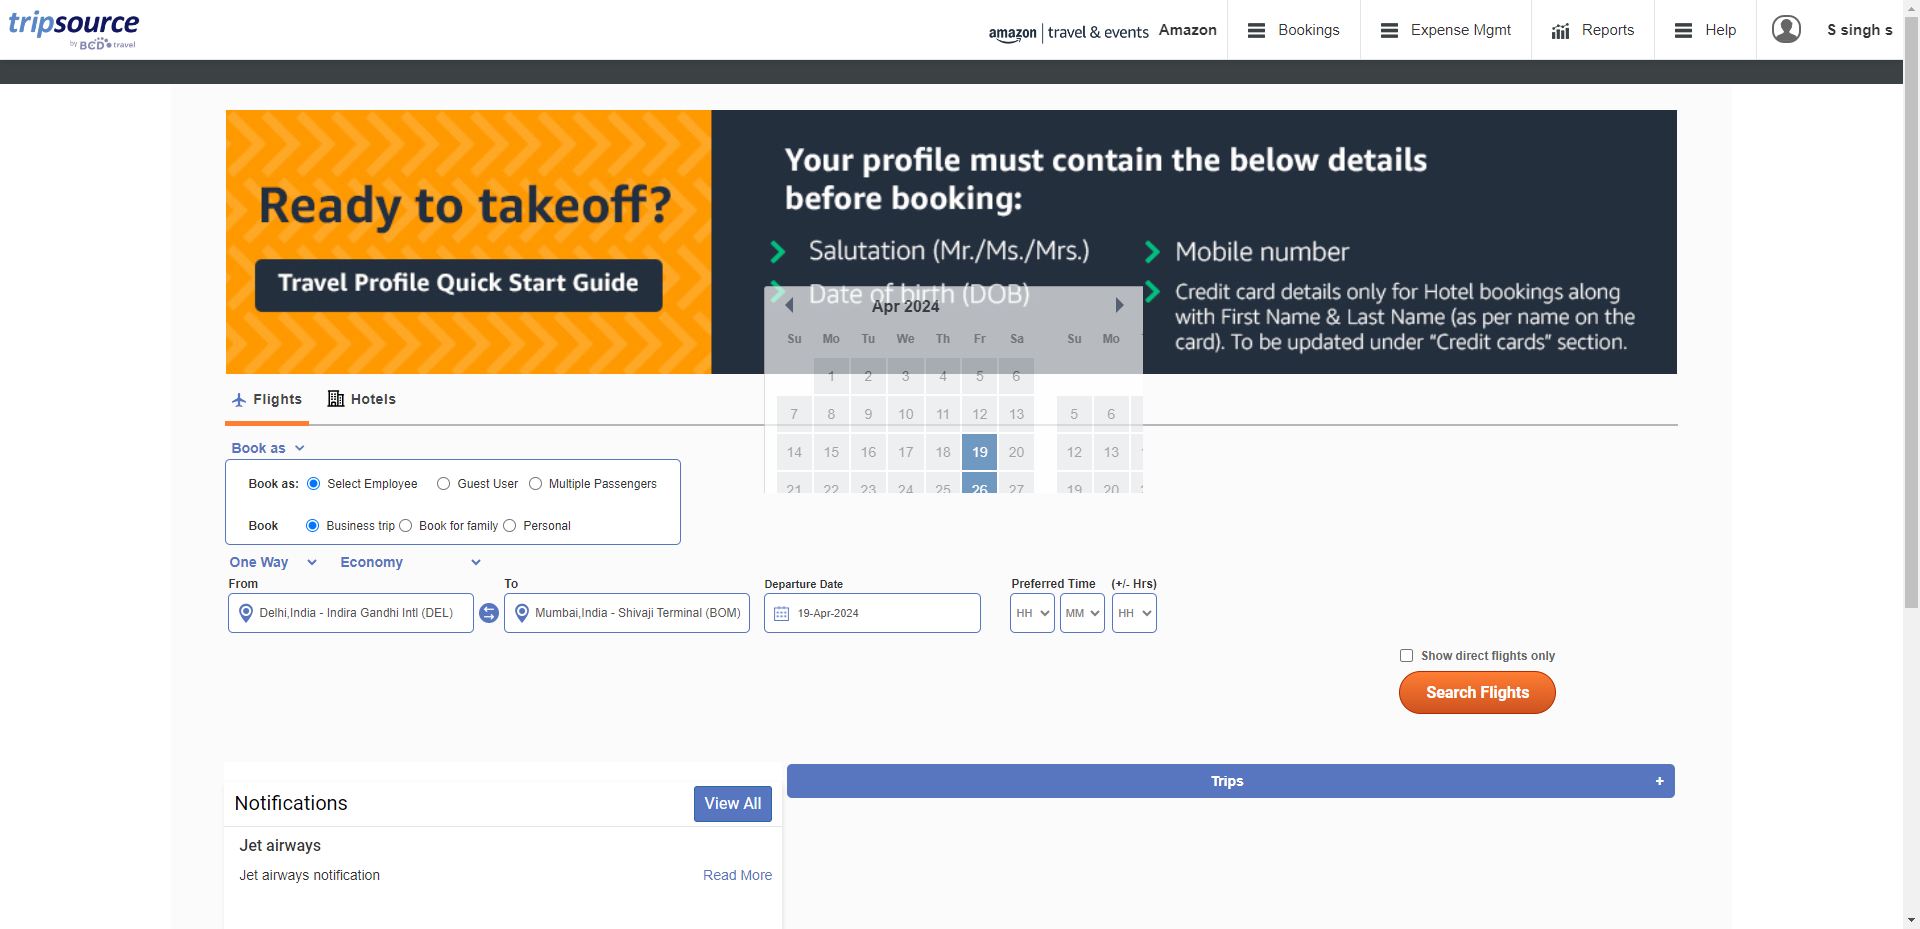 tripsource
by BCD travel
amazon | travel & events Amazon
Bookings
Expense Mgmt
Reports
Help
S singh s
Ready to takeoff?
Travel Profile Quick Start Guide
Your profile must contain the below details
before booking:
Salutation (Mr./Ms./Mrs.)
Date of birth (DOB)
Mobile number
Credit card details only for Hotel bookings along
with First Name & Last Name (as per name on the
card). To be updated under “Credit cards” section.
Apr 2024
Su Mo Tu We Th Fr Sa Su Mo
1 2 3 4 5 6
7 8 9 10 11 12 13 5 6
14 15 16 17 18 19 20 12 13
21 22 23 24 25 26 27 19 20
Flights Hotels
Book as
Book as: Select Employee Guest User Multiple Passengers
Book Business trip Book for family Personal
One Way Economy
From To Departure Date Preferred Time (+/- Hrs)
Delhi,India - Indira Gandhi Intl (DEL) Mumbai,India - Shivaji Terminal (BOM) 19-Apr-2024 HH MM HH
Show direct flights only
Search Flights
Trips +
Notifications View All
Jet airways
Jet airways notification Read More